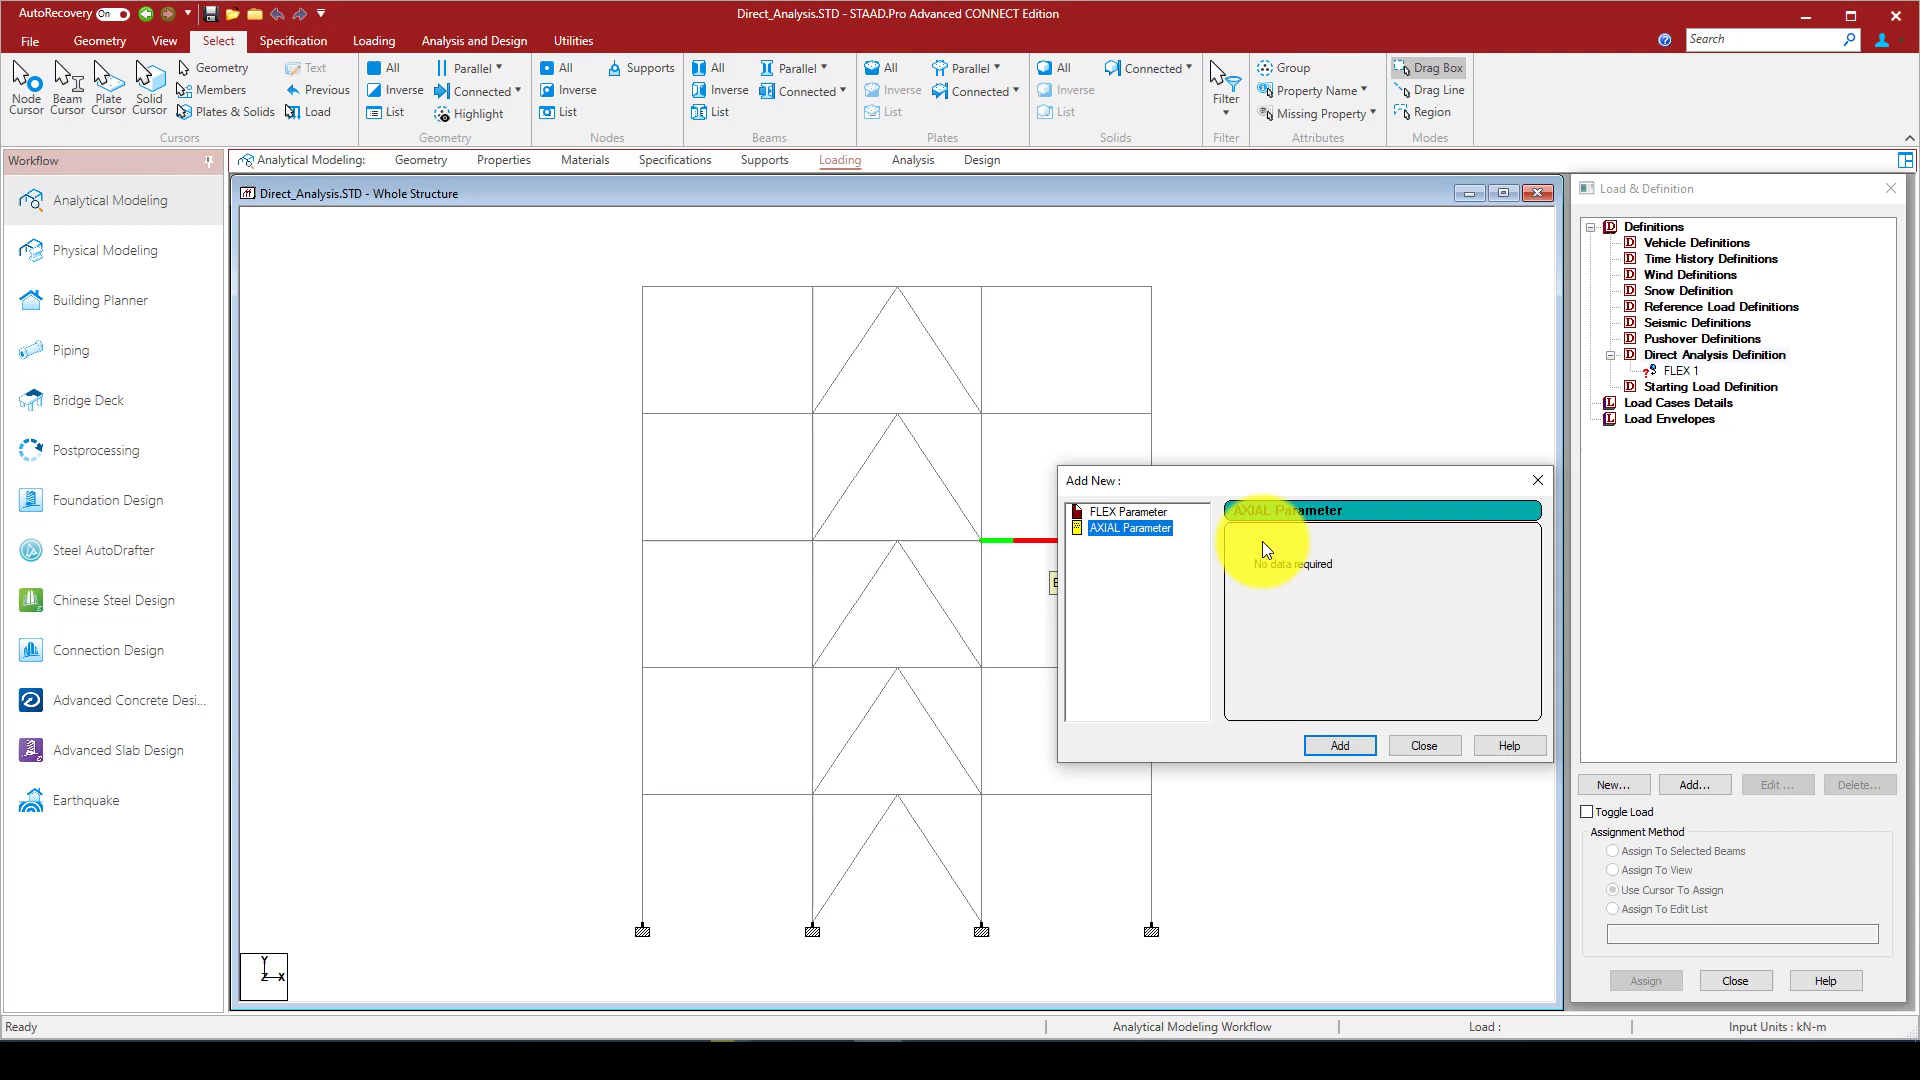 AutoRecovery On
Direct_Analysis.STD - STAAD.Pro Advanced CONNECT Edition
File
Geometry
View
Select
Specification
Loading
Analysis and Design
Utilities
Search
Node Cursor
Beam Cursor
Plate Cursor
Solid Cursor
Geometry
Members
Plates & Solids
Text
Previous
Load
Cursors
All
Inverse
List
Parallel
Connected
Highlight
Geometry
All
Inverse
List
Supports
Nodes
All
Inverse
List
Parallel
Connected
Beams
All
Inverse
List
Parallel
Connected
Plates
All
Inverse
List
Connected
Solids
Filter
Filter
Group
Property Name
Missing Property
Attributes
Drag Box
Drag Line
Region
Modes
Workflow
Analytical Modeling:
Geometry
Properties
Materials
Specifications
Supports
Loading
Analysis
Design
Analytical Modeling
Physical Modeling
Building Planner
Piping
Bridge Deck
Postprocessing
Foundation Design
Steel AutoDrafter
Chinese Steel Design
Connection Design
Advanced Concrete Desi...
Advanced Slab Design
Earthquake
Direct_Analysis.STD - Whole Structure
Y
Z X
Add New :
FLEX Parameter
AXIAL Parameter
AXIAL Parameter
No data required
Add
Close
Help
Load & Definition
Definitions
Vehicle Definitions
Time History Definitions
Wind Definitions
Snow Definition
Reference Load Definitions
Seismic Definitions
Pushover Definitions
Direct Analysis Definition
FLEX 1
Starting Load Definition
Load Cases Details
Load Envelopes
New...
Add...
Edit ...
Delete...
Toggle Load
Assignment Method
Assign To Selected Beams
Assign To View
Use Cursor To Assign
Assign To Edit List
Assign
Close
Help
Ready
Analytical Modeling Workflow
Load :
Input Units : kN-m